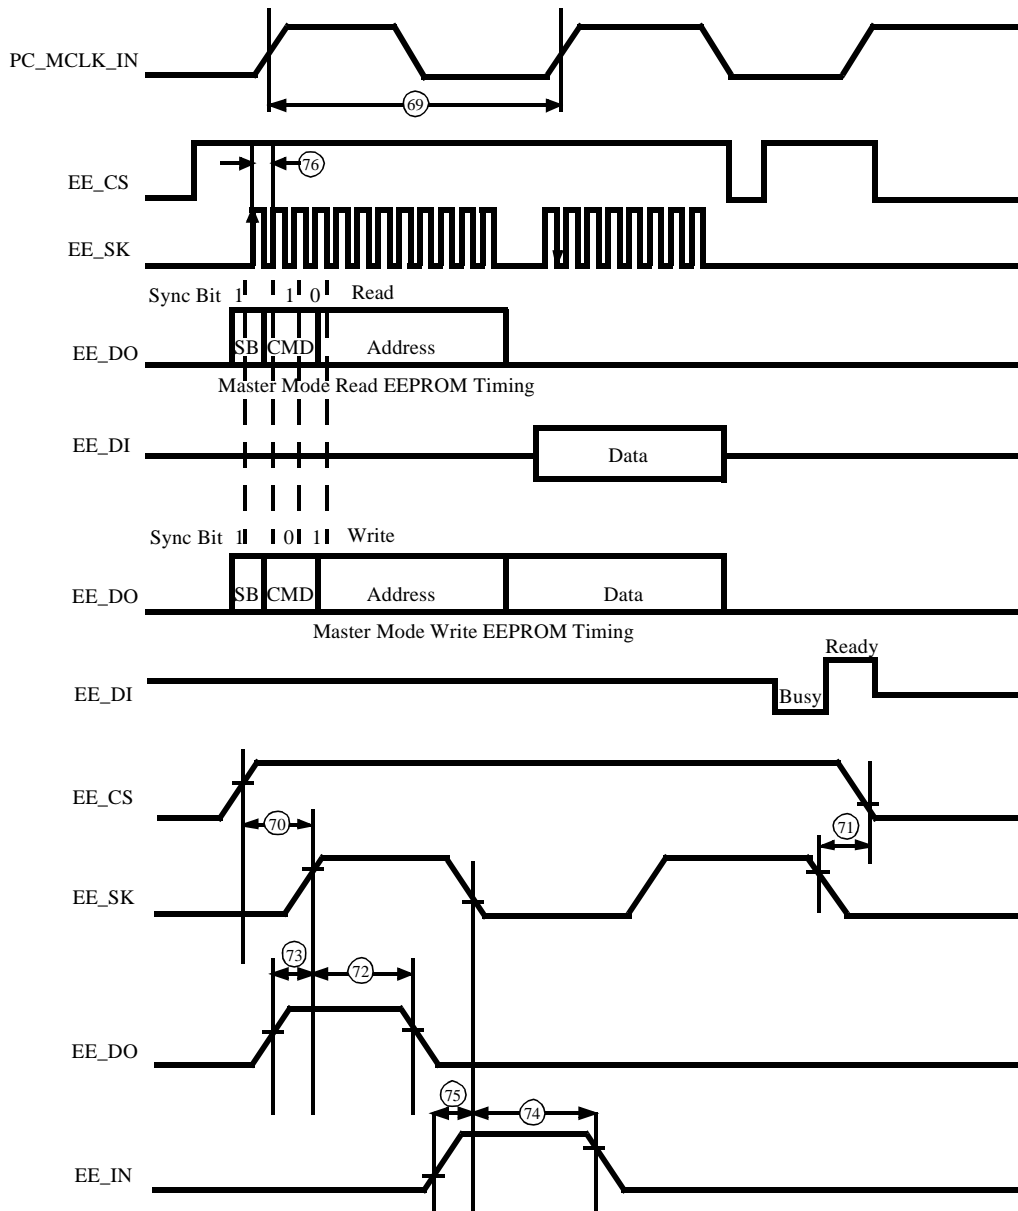 PC_MCLK_IN
69
76
EE_CS
EE_SK
Sync Bit 1 1 0 Read
SB CMD Address
EE_DO
Master Mode Read EEPROM Timing
EE_DI
Data
Sync Bit 1 0 1 Write
SB CMD Address Data
EE_DO
Master Mode Write EEPROM Timing
Ready
EE_DI
Busy
EE_CS
70
71
EE_SK
73
72
EE_DO
75
74
EE_IN